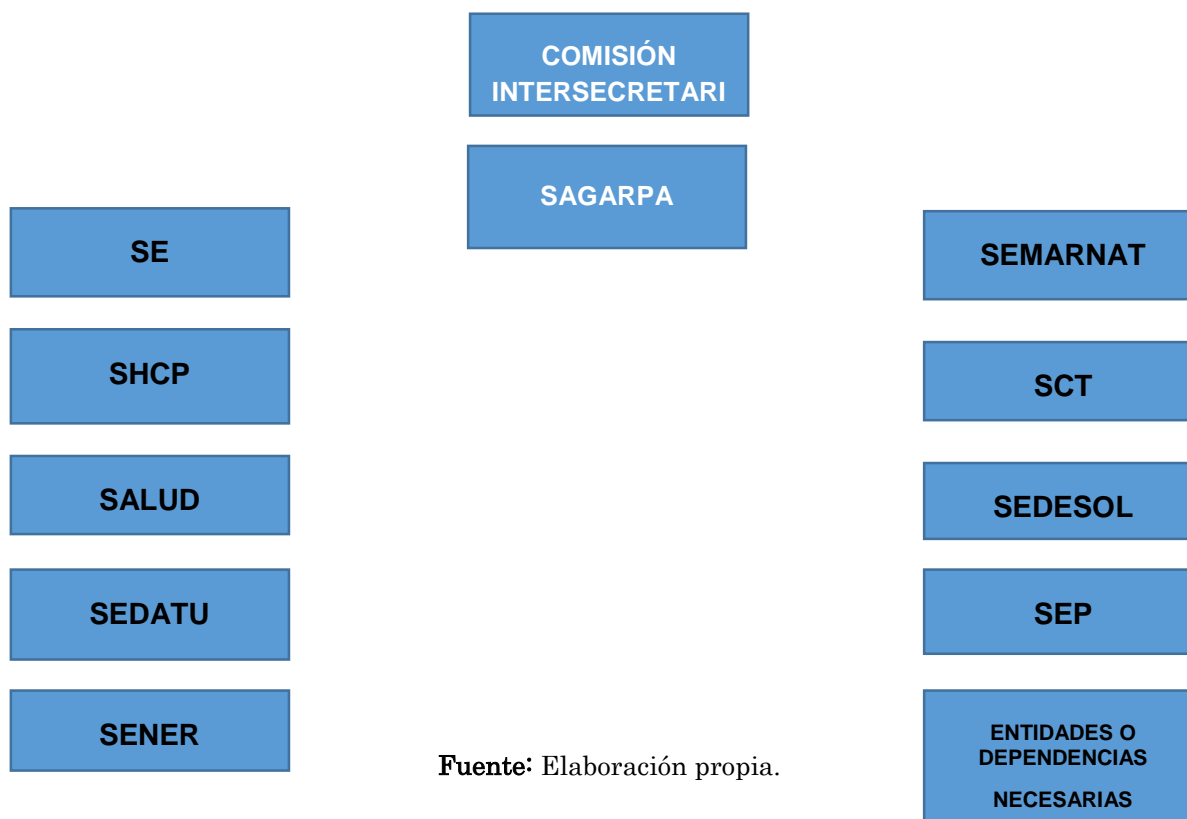 COMISIÓN
INTERSECRETARI
SAGARPA
SE
SHCP
SALUD
SEDATU
SENER
SEMARNAT
SCT
SEDESOL
SEP
ENTIDADES O
DEPENDENCIAS
NECESARIAS
Fuente: Elaboración propia.